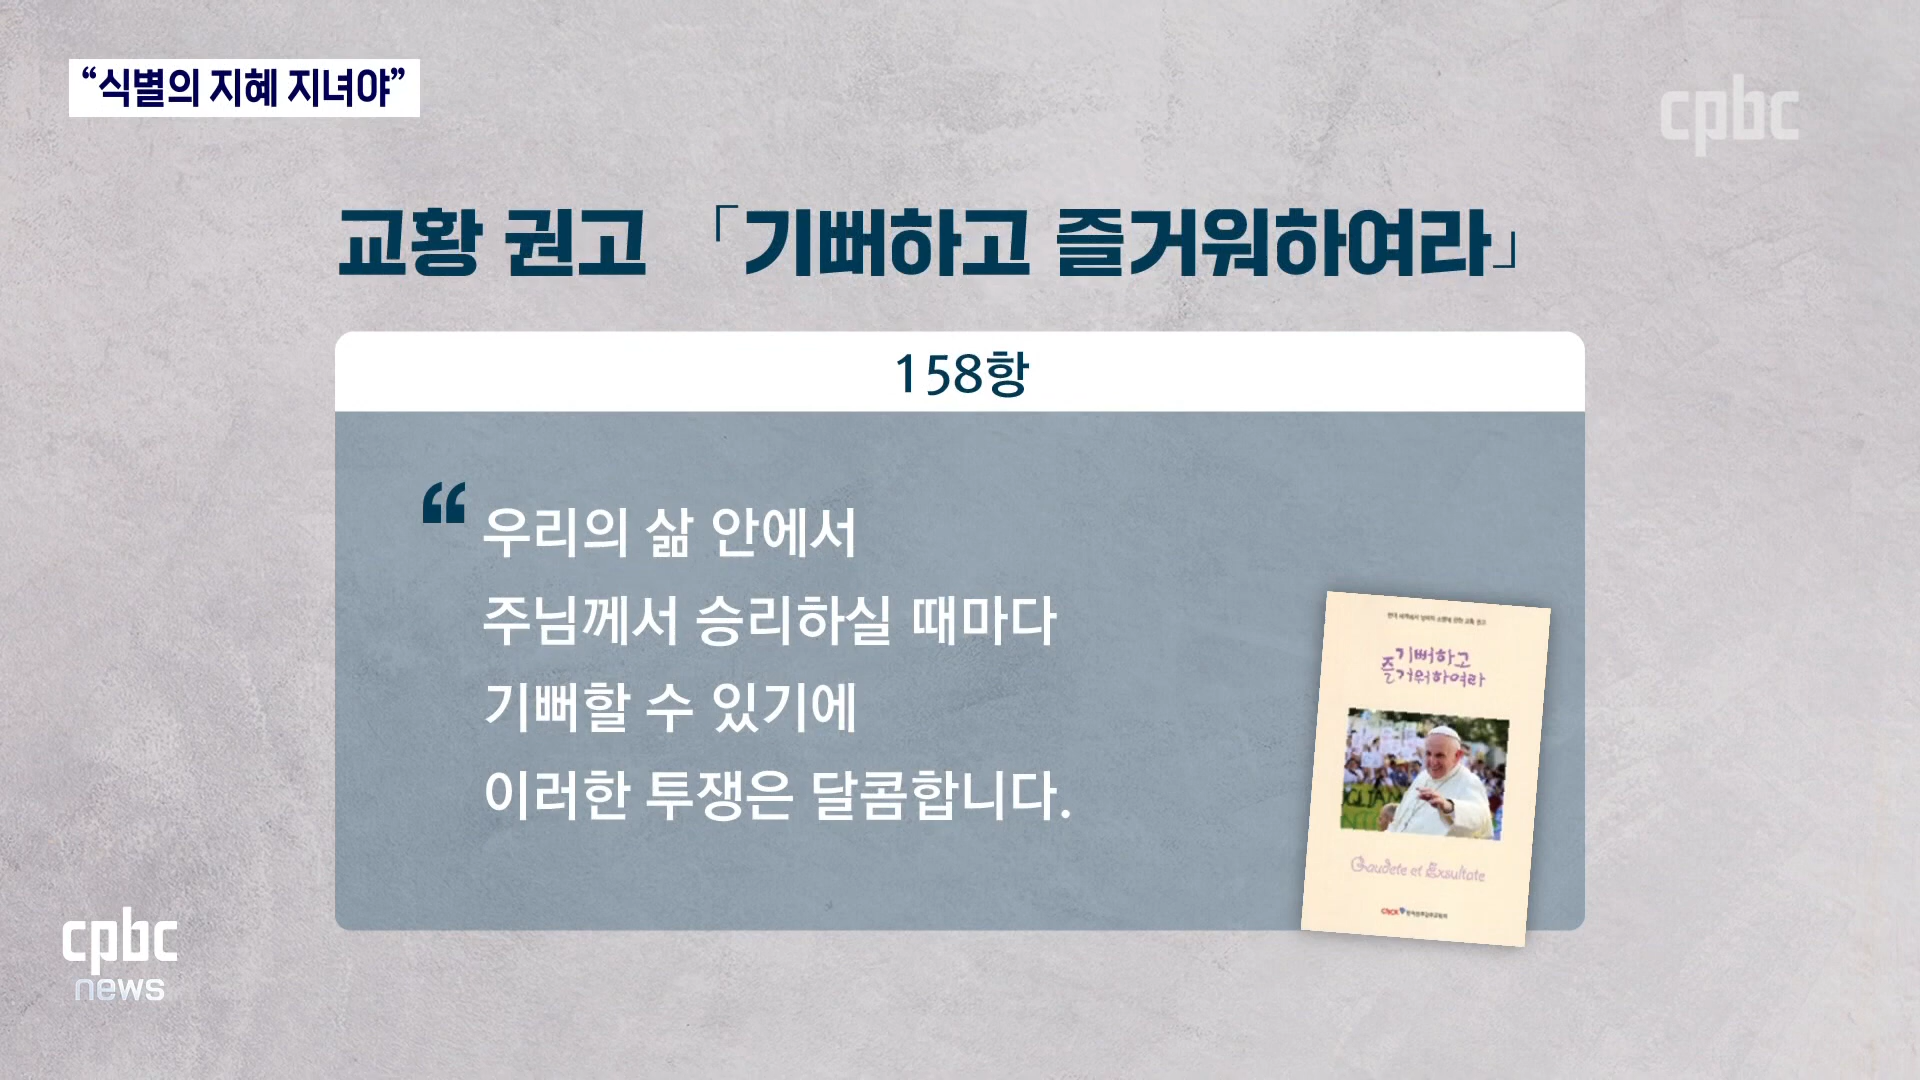 “식별의 지혜 지녀야”
cpbc
교황 권고 「기뻐하고 즐거워하여라」
158항
“우리의 삶 안에서
주님께서 승리하실 때마다
기뻐할 수 있기에
이러한 투쟁은 달콤합니다.
기뻐하고
즐거워하여라
Gaudete et Exsultate
cpbc
news